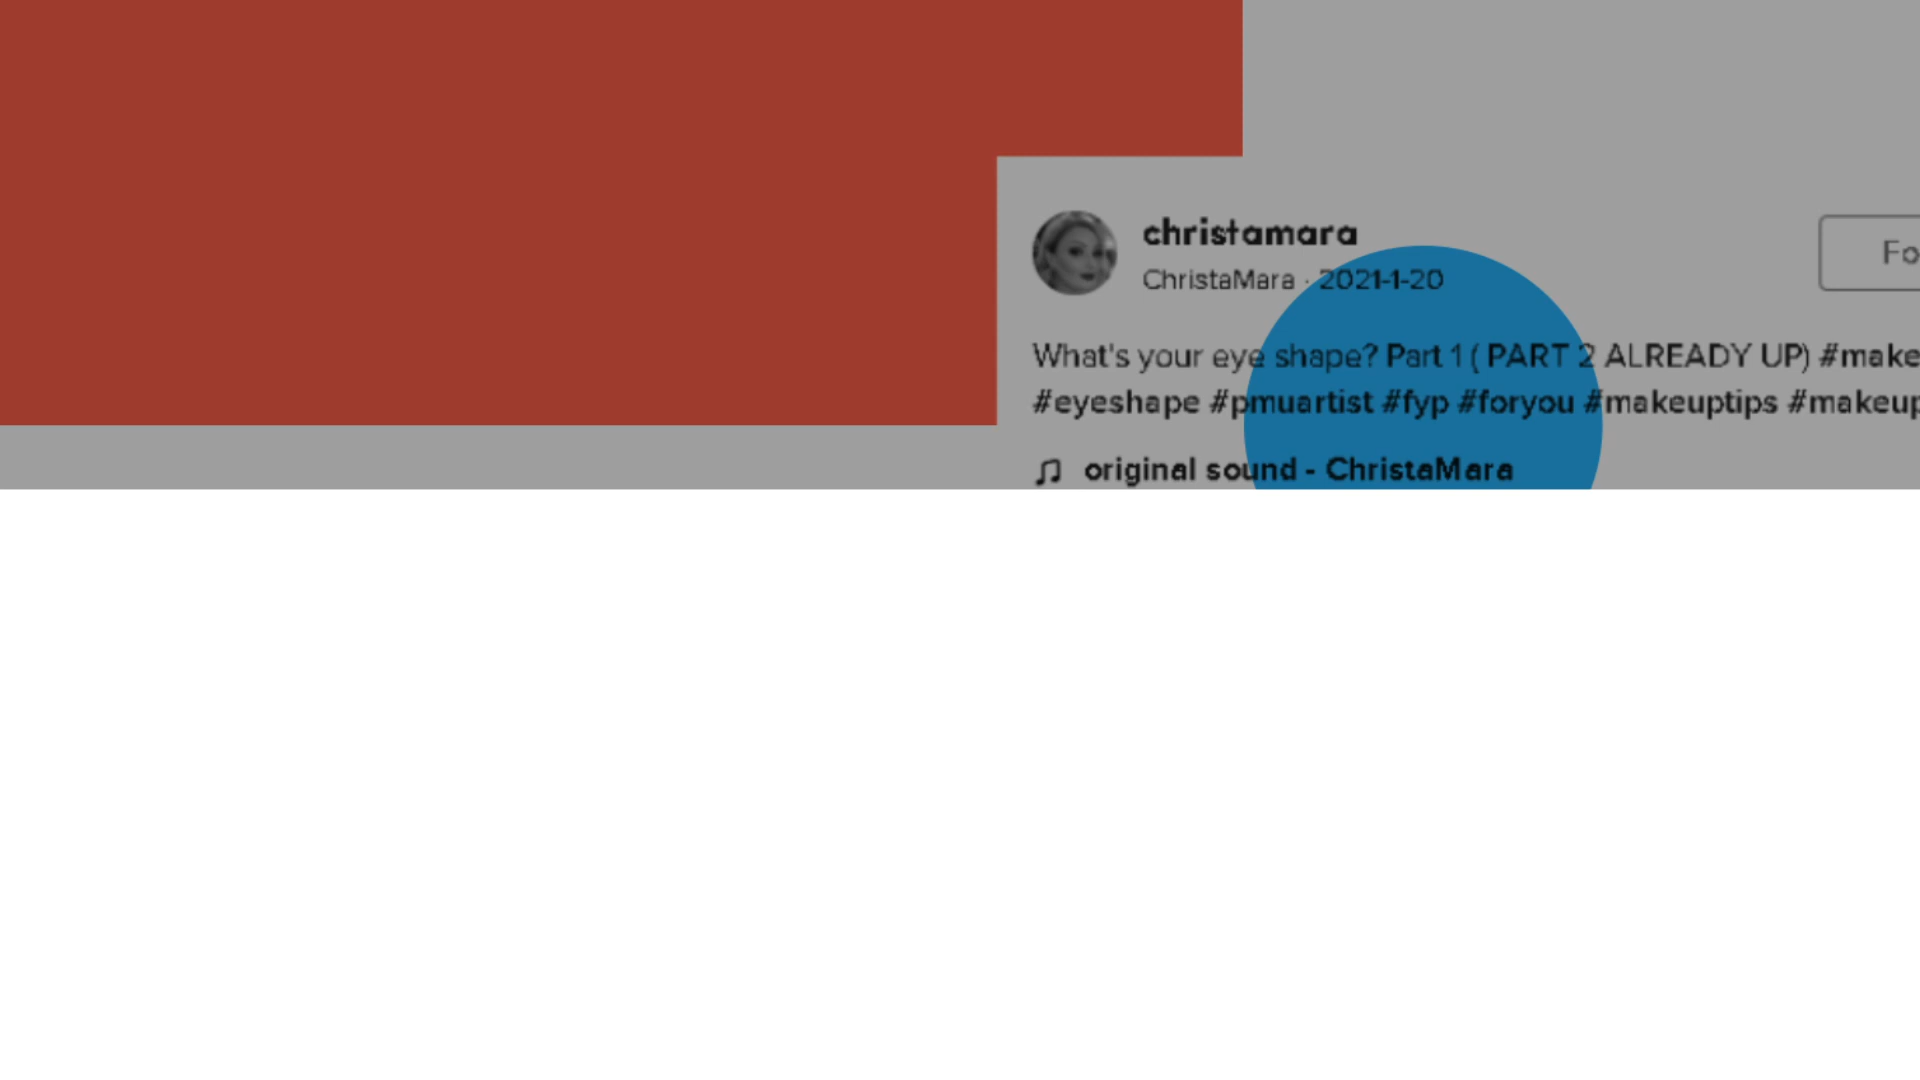 christamara
ChristaMara · 2021-1-20
Fo
What's your eye shape? Part 1 ( PART 2 ALREADY UP) #make
#eyeshape #pmuartist #fyp #foryou #makeuptips #makeup
♫ original sound - ChristaMara